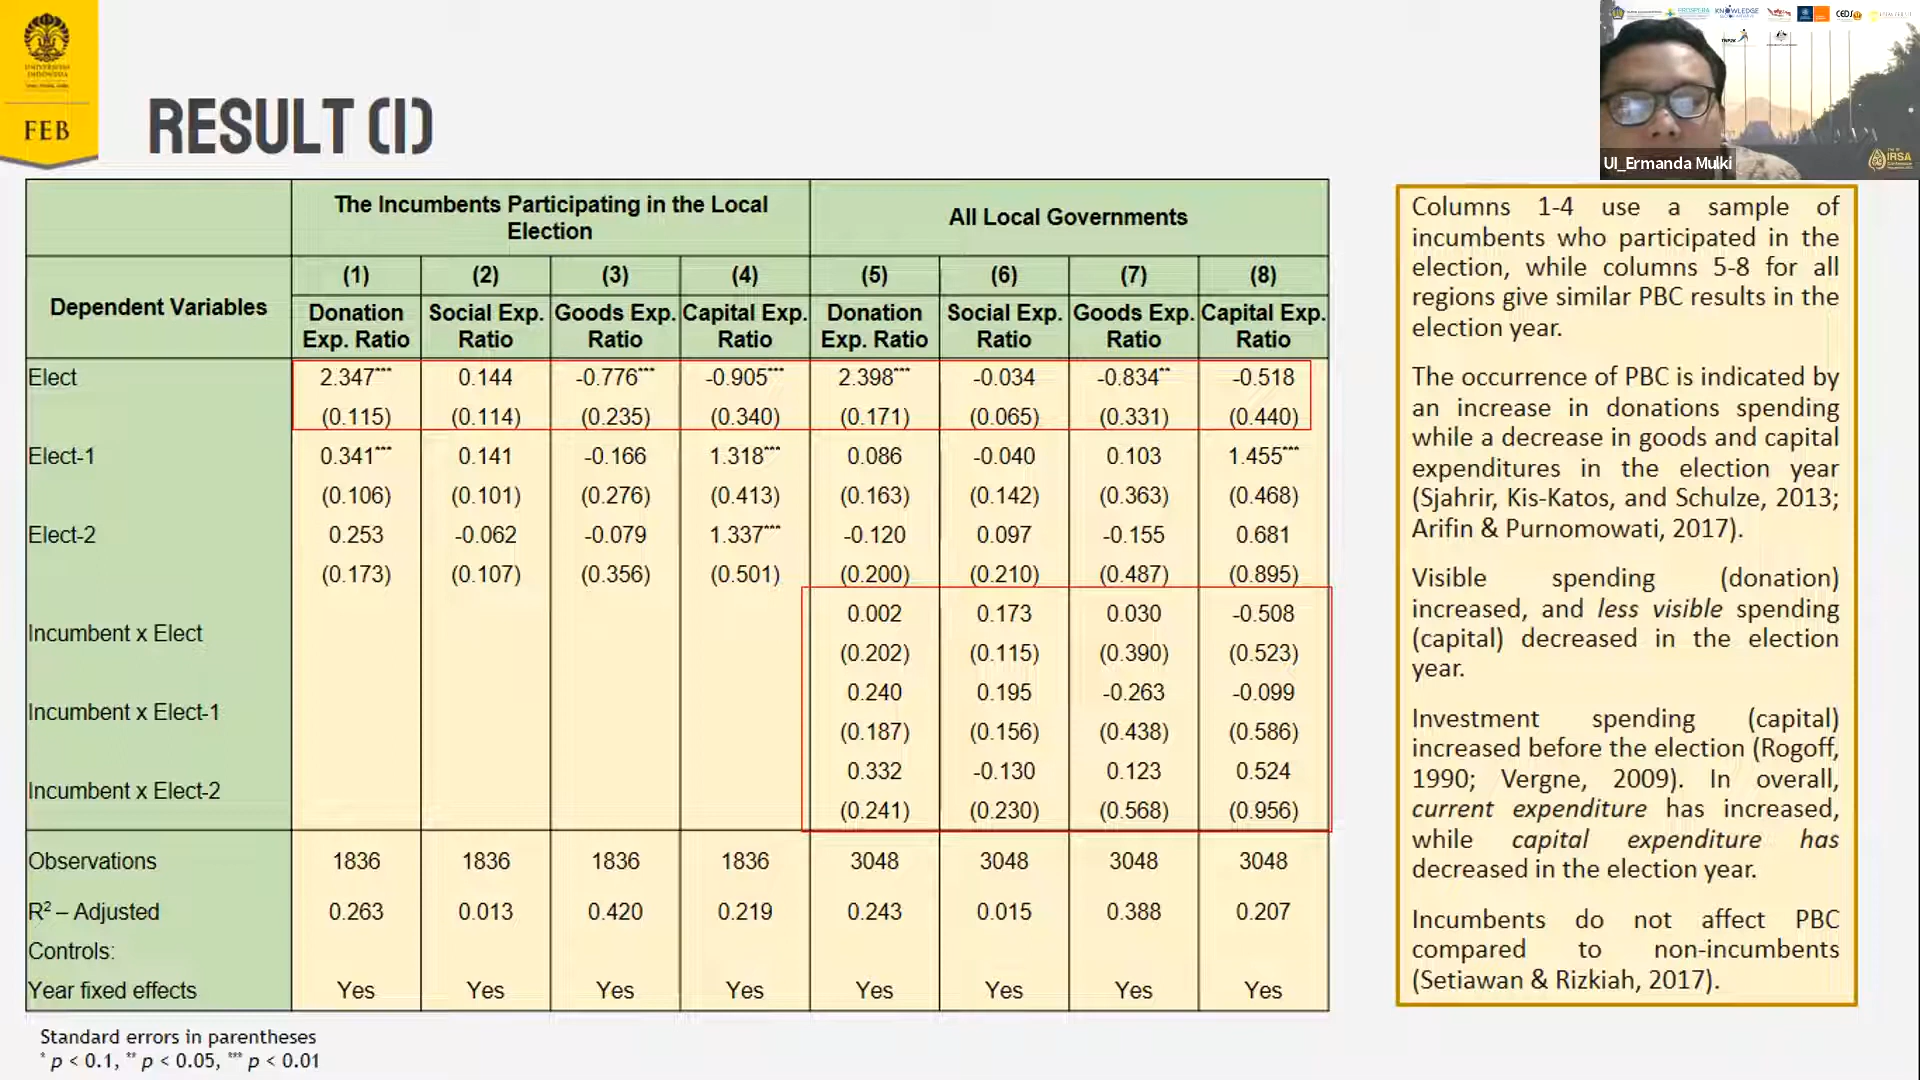 UNIVERSITAS
INDONESIA
FEB
RESULT (I)
KNOWLEDGE
CEDS
IRSA
UI_Ermanda Mulki
The Incumbents Participating in the Local Election
All Local Governments
Dependent Variables
(1) (2) (3) (4) (5) (6) (7) (8)
Donation Exp. Ratio Social Exp. Ratio Goods Exp. Ratio Capital Exp. Ratio Donation Exp. Ratio Social Exp. Ratio Goods Exp. Ratio Capital Exp. Ratio
Elect 2.347*** 0.144 -0.776*** -0.905*** 2.398*** -0.034 -0.834** -0.518
(0.115) (0.114) (0.235) (0.340) (0.171) (0.065) (0.331) (0.440)
Elect-1 0.341*** 0.141 -0.166 1.318*** 0.086 -0.040 0.103 1.455***
(0.106) (0.101) (0.276) (0.413) (0.163) (0.142) (0.363) (0.468)
Elect-2 0.253 -0.062 -0.079 1.337*** -0.120 0.097 -0.155 0.681
(0.173) (0.107) (0.356) (0.501) (0.200) (0.210) (0.487) (0.895)
Incumbent x Elect 0.002 0.173 0.030 -0.508
(0.202) (0.115) (0.390) (0.523)
Incumbent x Elect-1 0.240 0.195 -0.263 -0.099
(0.187) (0.156) (0.438) (0.586)
Incumbent x Elect-2 0.332 -0.130 0.123 0.524
(0.241) (0.230) (0.568) (0.956)
Observations 1836 1836 1836 1836 3048 3048 3048 3048
R² – Adjusted 0.263 0.013 0.420 0.219 0.243 0.015 0.388 0.207
Controls:
Year fixed effects Yes Yes Yes Yes Yes Yes Yes Yes
Standard errors in parentheses
* p < 0.1, ** p < 0.05, *** p < 0.01
Columns 1-4 use a sample of
incumbents who participated in the
election, while columns 5-8 for all
regions give similar PBC results in the
election year.
The occurrence of PBC is indicated by
an increase in donations spending
while a decrease in goods and capital
expenditures in the election year
(Sjahrir, Kis-Katos, and Schulze, 2013;
Arifin & Purnomowati, 2017).
Visible spending (donation)
increased, and less visible spending
(capital) decreased in the election
year.
Investment spending (capital)
increased before the election (Rogoff,
1990; Vergne, 2009). In overall,
current expenditure has increased,
while capital expenditure has
decreased in the election year.
Incumbents do not affect PBC
compared to non-incumbents
(Setiawan & Rizkiah, 2017).